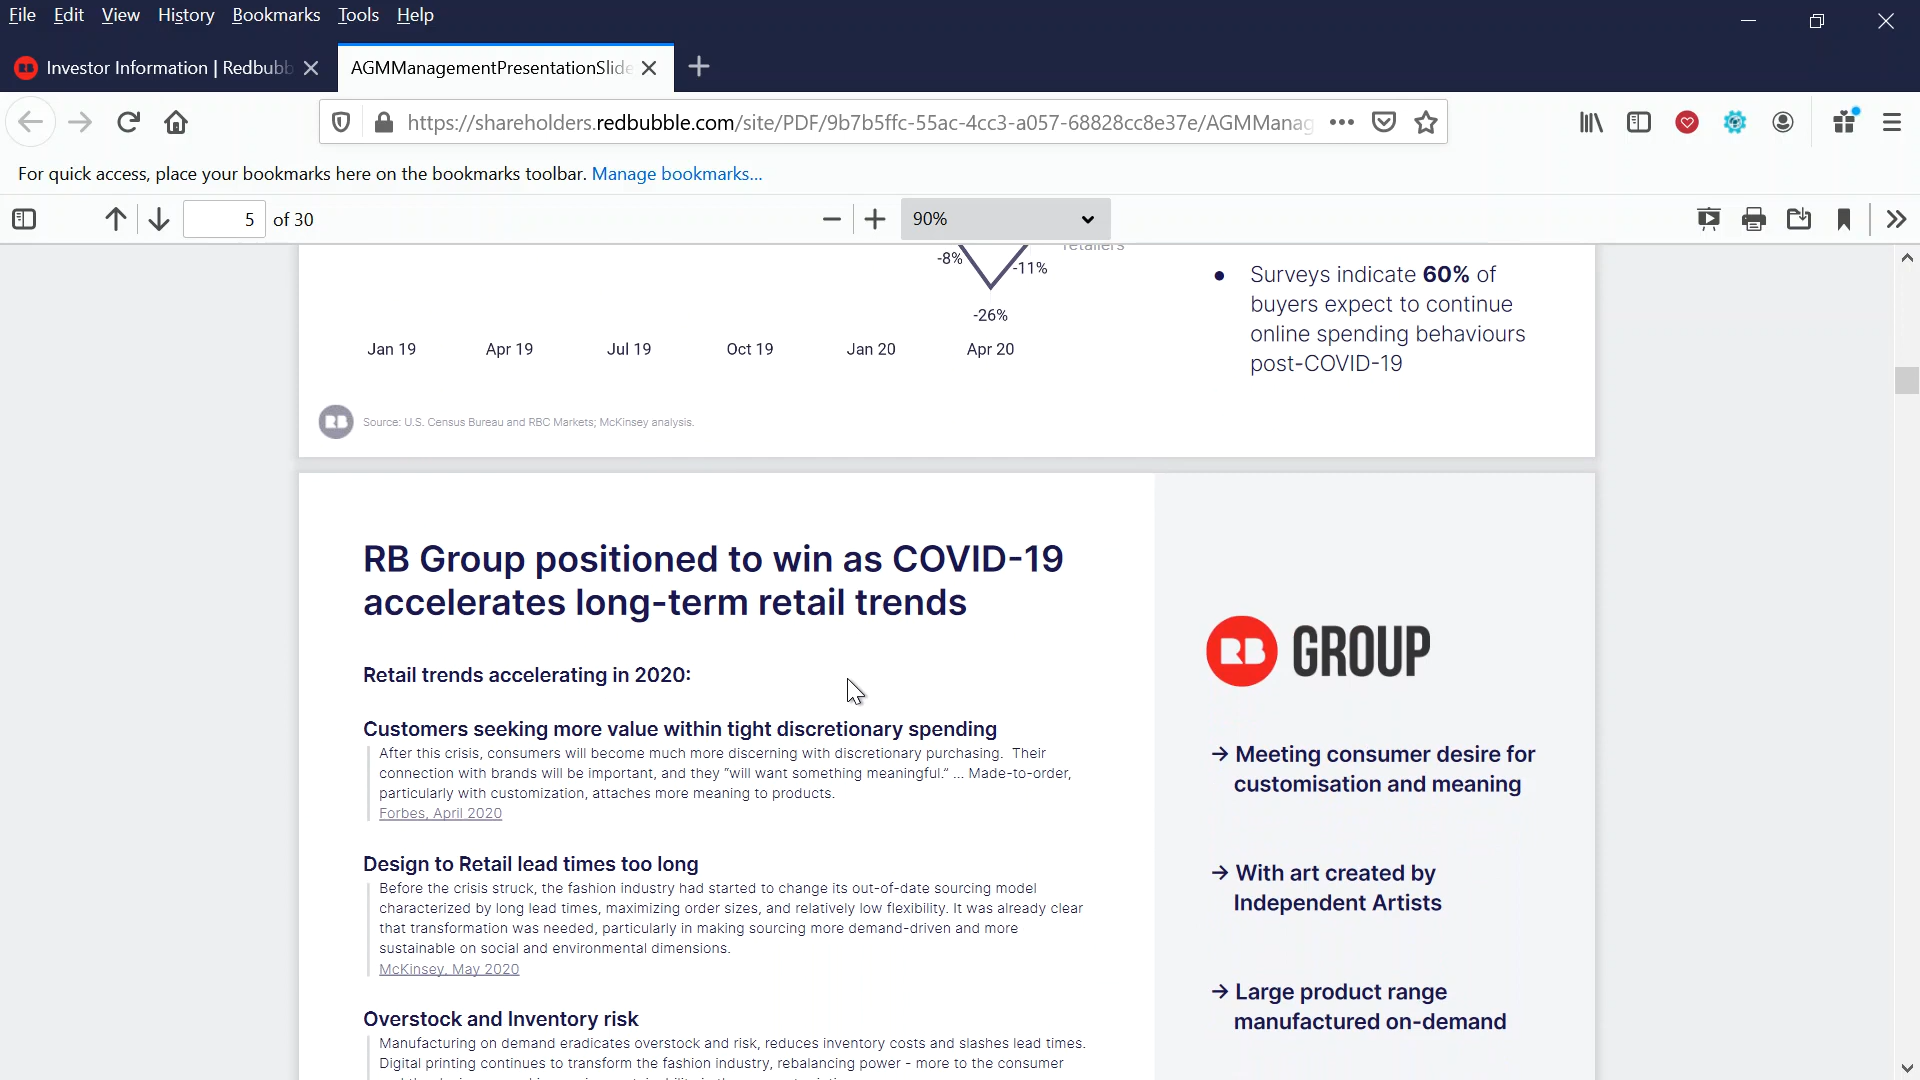 File Edit View History Bookmarks Tools Help
Investor Information | Redbubb
AGMManagementPresentationSlide
https://shareholders.redbubble.com/site/PDF/9b7b5ffc-55ac-4cc3-a057-68828cc8e37e/AGMManag
For quick access, place your bookmarks here on the bookmarks toolbar. Manage bookmarks...
5 of 30
90%
retailers
-8%
-11%
-26%
Jan 19 Apr 19 Jul 19 Oct 19 Jan 20 Apr 20
• Surveys indicate 60% of
buyers expect to continue
online spending behaviours
post-COVID-19
RB Source: U.S. Census Bureau and RBC Markets; McKinsey analysis.
RB Group positioned to win as COVID-19
accelerates long-term retail trends
Retail trends accelerating in 2020:
Customers seeking more value within tight discretionary spending
After this crisis, consumers will become much more discerning with discretionary purchasing. Their
connection with brands will be important, and they “will want something meaningful.” ... Made-to-order,
particularly with customization, attaches more meaning to products.
Forbes, April 2020
Design to Retail lead times too long
Before the crisis struck, the fashion industry had started to change its out-of-date sourcing model
characterized by long lead times, maximizing order sizes, and relatively low flexibility. It was already clear
that transformation was needed, particularly in making sourcing more demand-driven and more
sustainable on social and environmental dimensions.
McKinsey, May 2020
Overstock and Inventory risk
Manufacturing on demand eradicates overstock and risk, reduces inventory costs and slashes lead times.
Digital printing continues to transform the fashion industry, rebalancing power - more to the consumer
RB GROUP
→ Meeting consumer desire for
customisation and meaning
→ With art created by
Independent Artists
→ Large product range
manufactured on-demand